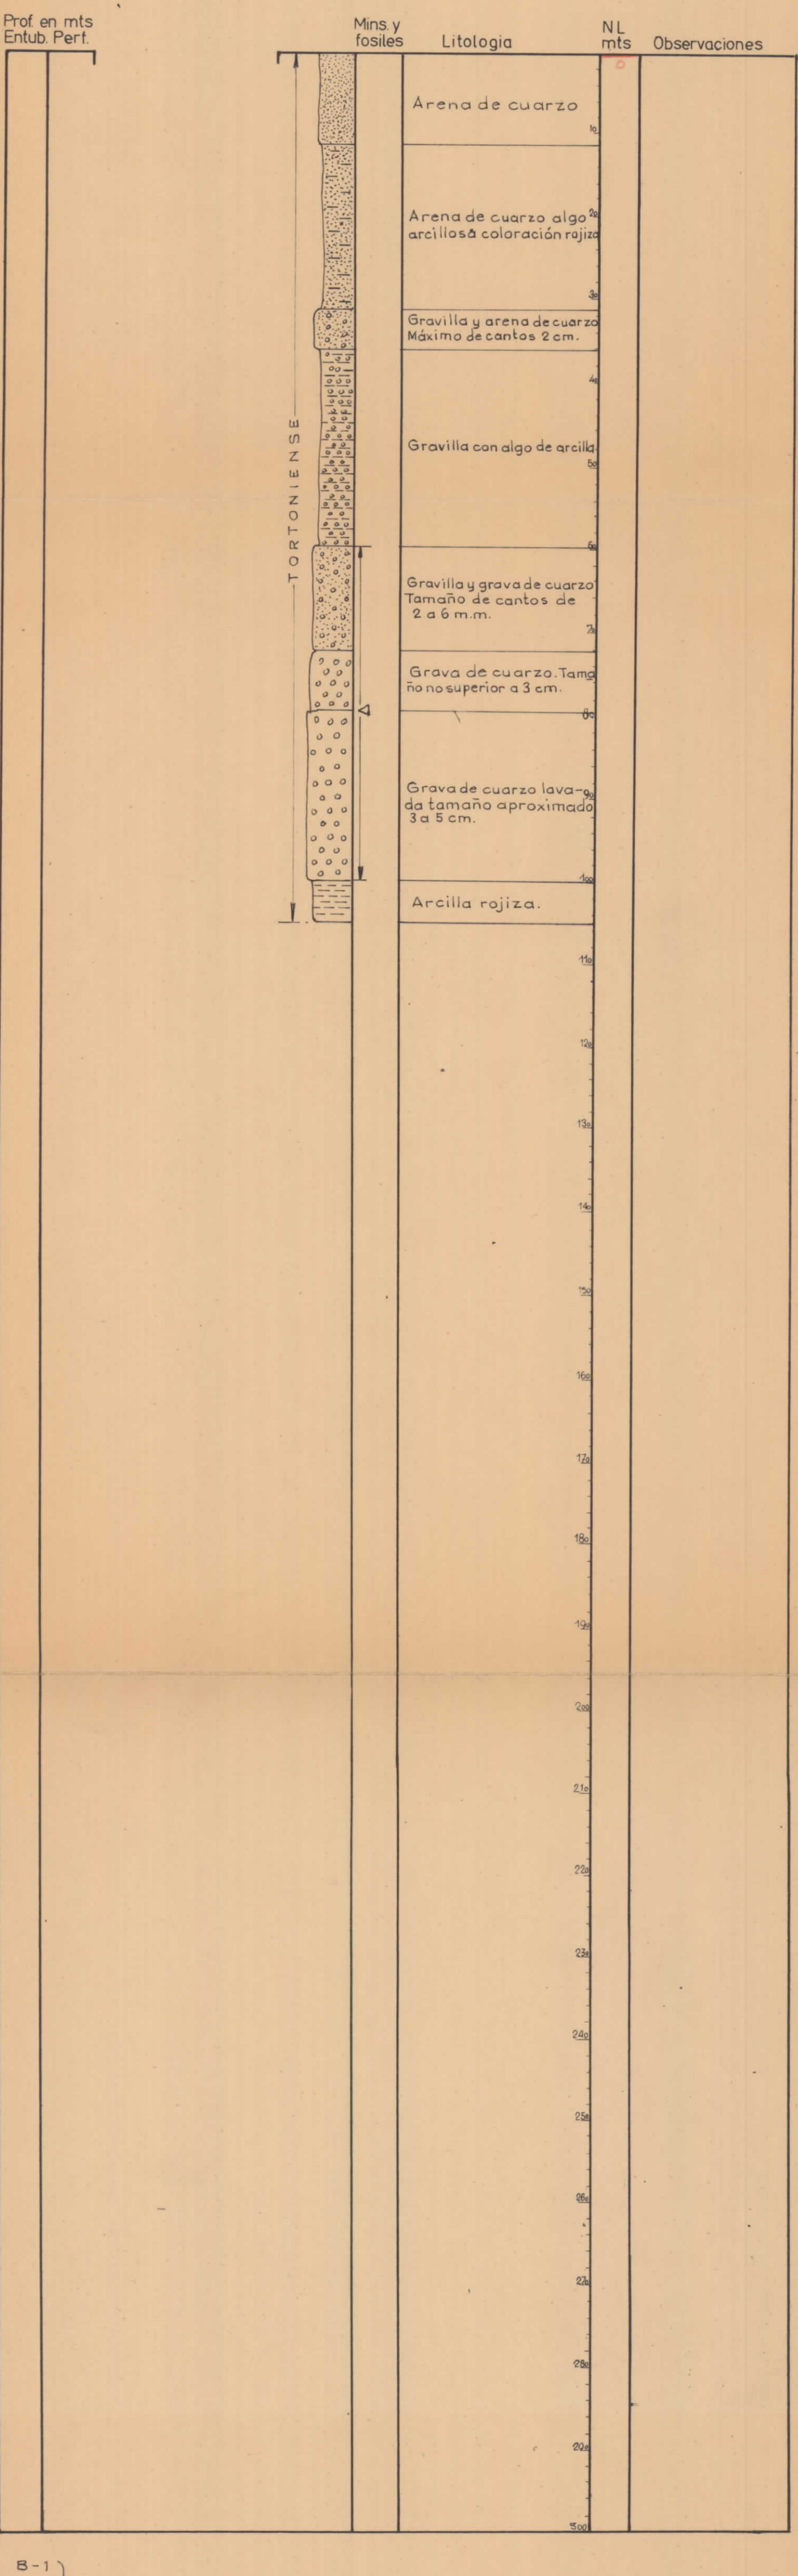 Prof. en mts
Entub. Perf.
Mins. y
fosiles
Litologia
N L
mts
Observaciones
0
TORTONIENSE
Arena de cuarzo
10
Arena de cuarzo algo
20
arcillosa coloración rojiza
30
Gravilla y arena de cuarzo
Máximo de cantos 2 cm.
40
Gravilla con algo de arcilla
50
60
Gravilla y grava de cuarzo
Tamaño de cantos de
2 a 6 m.m.
70
Grava de cuarzo. Tama
ño no superior a 3 cm.
80
Grava de cuarzo lava-
90
da tamaño aproximado
3 a 5 cm.
100
Arcilla rojiza.
110
120
130
140
150
160
170
180
190
200
210
220
230
240
250
260
270
280
290
300
B-1)